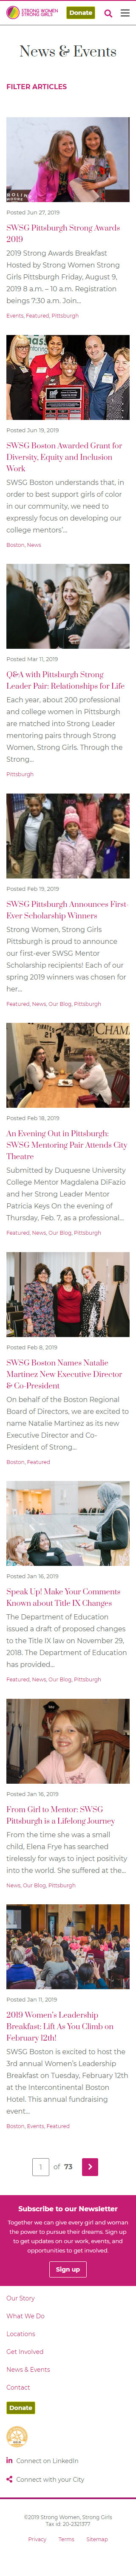 STRONG WOMEN
STRONG GIRLS
Donate
News & Events
FILTER ARTICLES
Posted Jun 27, 2019
SWSG Pittsburgh Strong Awards
2019
2019 Strong Awards Breakfast
Hosted by Strong Women Strong
Girls Pittsburgh Friday, August 9,
2019 8 a.m. – 10 a.m. Registration
begins 7:30 a.m. Join...
Events, Featured, Pittsburgh
Posted Jun 19, 2019
SWSG Boston Awarded Grant for
Diversity, Equity and Inclusion
Work
SWSG Boston understands that, in
order to best support girls of color
in our community, we need to
proactively focus on developing our
college mentors'...
Boston, News
Posted Mar 11, 2019
Q&A with Pittsburgh Strong
Leader Pair: Relationships for Life
Each year, about 200 professional
and college women in Pittsburgh
are matched into Strong Leader
mentoring pairs through Strong
Women, Strong Girls. Through the
Strong...
Pittsburgh
Posted Feb 19, 2019
SWSG Pittsburgh Announces First-
Ever Scholarship Winners
Strong Women, Strong Girls
Pittsburgh is proud to announce
our first-ever SWSG Mentor
Scholarship recipients! Each of our
spring 2019 winners was chosen for
her...
Featured, News, Our Blog, Pittsburgh
CHAM
Posted Feb 18, 2019
An Evening Out in Pittsburgh:
SWSG Mentoring Pair Attends City
Theatre
Submitted by Duquesne University
College Mentor Magdalena DiFazio
and her Strong Leader Mentor
Patricia Keys On the evening of
Thursday, Feb. 7, as a professional...
Featured, News, Our Blog, Pittsburgh
Posted Feb 8, 2019
SWSG Boston Names Natalie
Martinez New Executive Director
& Co-President
On behalf of the Boston Regional
Board of Directors, we are excited to
name Natalie Martinez as its new
Executive Director and Co-
President of Strong...
Boston, Featured
Posted Jan 16, 2019
Speak Up! Make Your Comments
Known about Title IX Changes
The Department of Education
issued a draft of proposed changes
to the Title IX law on November 29,
2018. The Department of Education
has provided...
Featured, News, Our Blog, Pittsburgh
Posted Jan 16, 2019
From Girl to Mentor: SWSG
Pittsburgh is a Lifelong Journey
From the time she was a small
child, Elena Frye has searched
tirelessly for ways to inject positivity
into the world. She suffered at the...
News, Our Blog, Pittsburgh
Posted Jan 11, 2019
2019 Women's Leadership
Breakfast: Lift As You Climb on
February 12th!
SWSG Boston is excited to host the
3rd annual Women's Leadership
Breakfast on Tuesday, February 12th
at the Intercontinental Boston
Hotel. This annual fundraising
event...
Boston, Events, Featured
1 of 73
Subscribe to our Newsletter
Together we can give every girl and woman
the power to pursue their dreams. Sign up
to get updates on our work, events, and
opportunities to get involved.
Sign up
Our Story
What We Do
Locations
Get Involved
News & Events
Contact
Donate
Connect on LinkedIn
Connect with your City
©2019 Strong Women, Strong Girls
Tax id: 20-2321377
Privacy Terms Sitemap